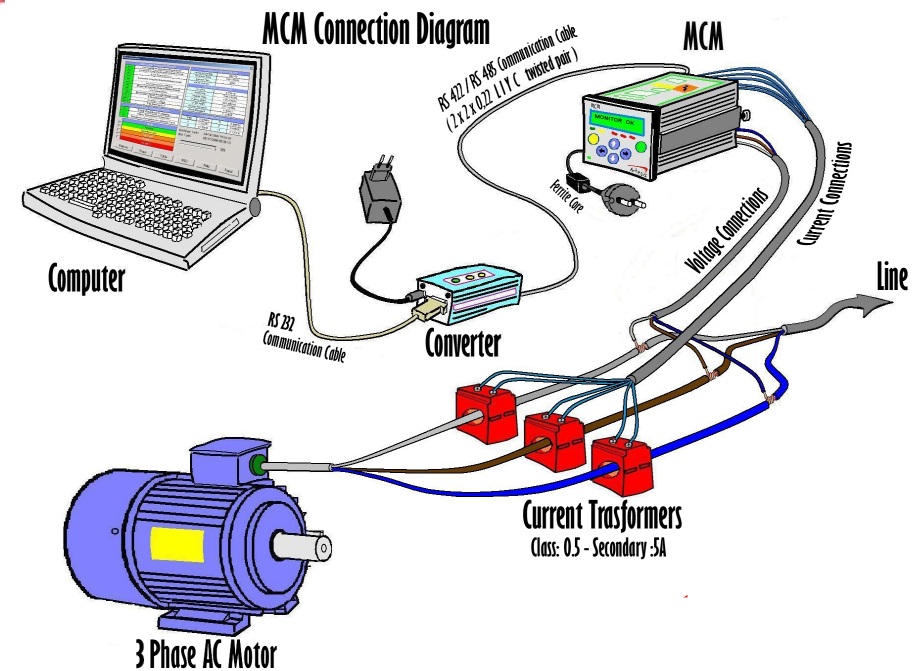 MCM Connection Diagram
MCM
RS 422 / RS 485 Communication Cable
( 2 x 2 x 0.22 L I Y C twisted pair )
MCM
MONITOR OK
Ferrite Core
Voltage Connections
Current Connections
Line
Computer
RS 232
Communication Cable
Converter
Current Trasformers
Class: 0.5 - Secondary :5A
3 Phase AC Motor